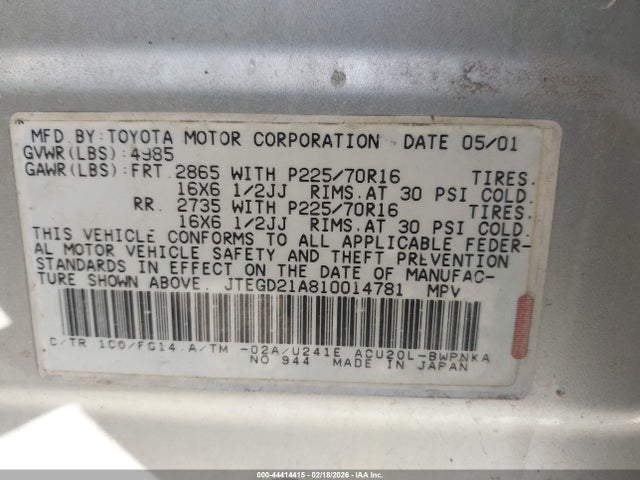 MFD.BY:TOYOTA MOTOR CORPORATION DATE 05/01
GVWR(LBS):4985
GAWR(LBS):FRT. 2865 WITH P225/70R16 TIRES.
16X6 1/2JJ RIMS.AT 30 PSI COLD.
RR. 2735 WITH P225/70R16 TIRES.
16X6 1/2JJ RIMS.AT 30 PSI COLD.
THIS VEHICLE CONFORMS TO ALL APPLICABLE FEDER-
AL MOTOR VEHICLE SAFETY AND THEFT PREVENTION
STANDARDS IN EFFECT ON THE DATE OF MANUFAC-
TURE SHOWN ABOVE. JTEGD21A810014781 MPV
C/TR 1C0/FG14 A/TM -02A/U241E ACU20L-BWPNKA
NO 944 MADE IN JAPAN
000-44414415 - 02/18/2026 - IAA Inc.